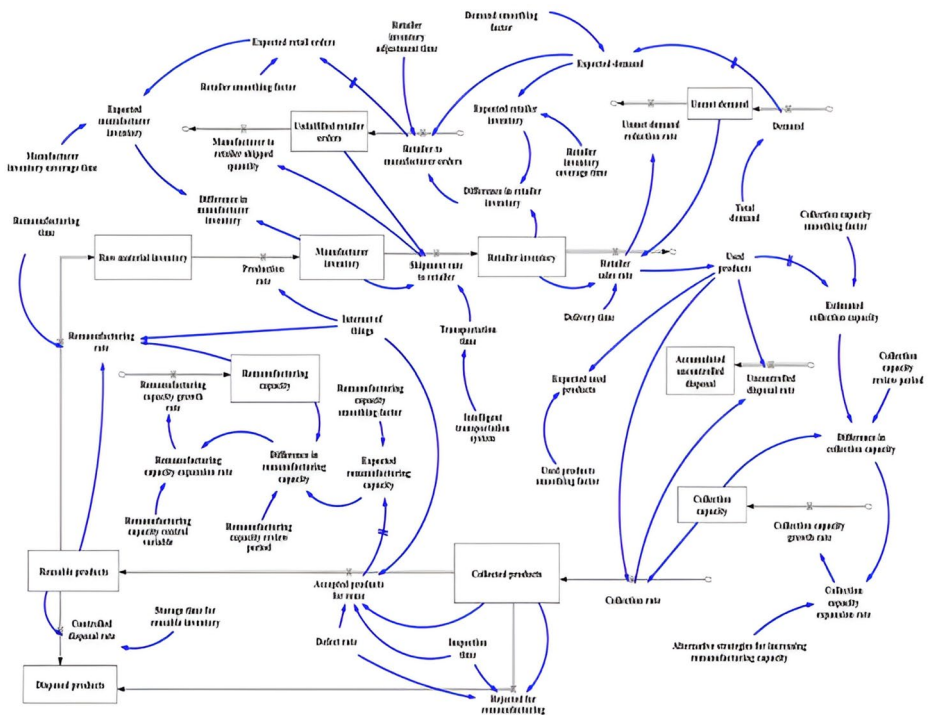 Demand smoothing
factor
Retailer
inventory
adjustment time
Expected retail orders
Expected demand
Retailer smoothing factor
Expected
manufacturer
inventory
Unfulfilled retailer
orders
Expected retailer
inventory
Unmet demand
Unmet demand
reduction rate
Demand
Manufacturer to
retailer shipped
quantity
Retailer to
manufacturer orders
Retailer
inventory
coverage time
Manufacturer
inventory coverage time
Difference in
manufacturer
inventory
Difference in retailer
inventory
Total
demand
Collection capacity
smoothing factor
Remanufacturing
time
Raw material inventory
Production
rate
Manufacturer
inventory
Shipment rate
to retailer
Retailer inventory
Retailer
sales rate
Used
products
Delivery time
Estimated
collection capacity
Internet of
things
Transportation
time
Remanufacturing
rate
Accumulated
uncontrolled
disposal
Uncontrolled
disposal rate
Collection
capacity
review period
Remanufacturing
capacity growth
rate
Remanufacturing
capacity
Remanufacturing
capacity
smoothing factor
Expected used
products
Intelligent
transportation
system
Difference in
collection capacity
Remanufacturing
capacity expansion rate
Difference in
remanufacturing
capacity
Expected
remanufacturing
capacity
Used products
smoothing factor
Collection
capacity
Collection capacity
growth rate
Remanufacturing
capacity control
variable
Remanufacturing
capacity review
period
Reusable products
Accepted products
for reuse
Collected products
Collection rate
Collection
capacity
expansion rate
Controlled
disposal rate
Storage time for
reusable inventory
Defect rate
Inspection
time
Alternative strategies for increasing
remanufacturing capacity
Disposed products
Rejected for
remanufacturing